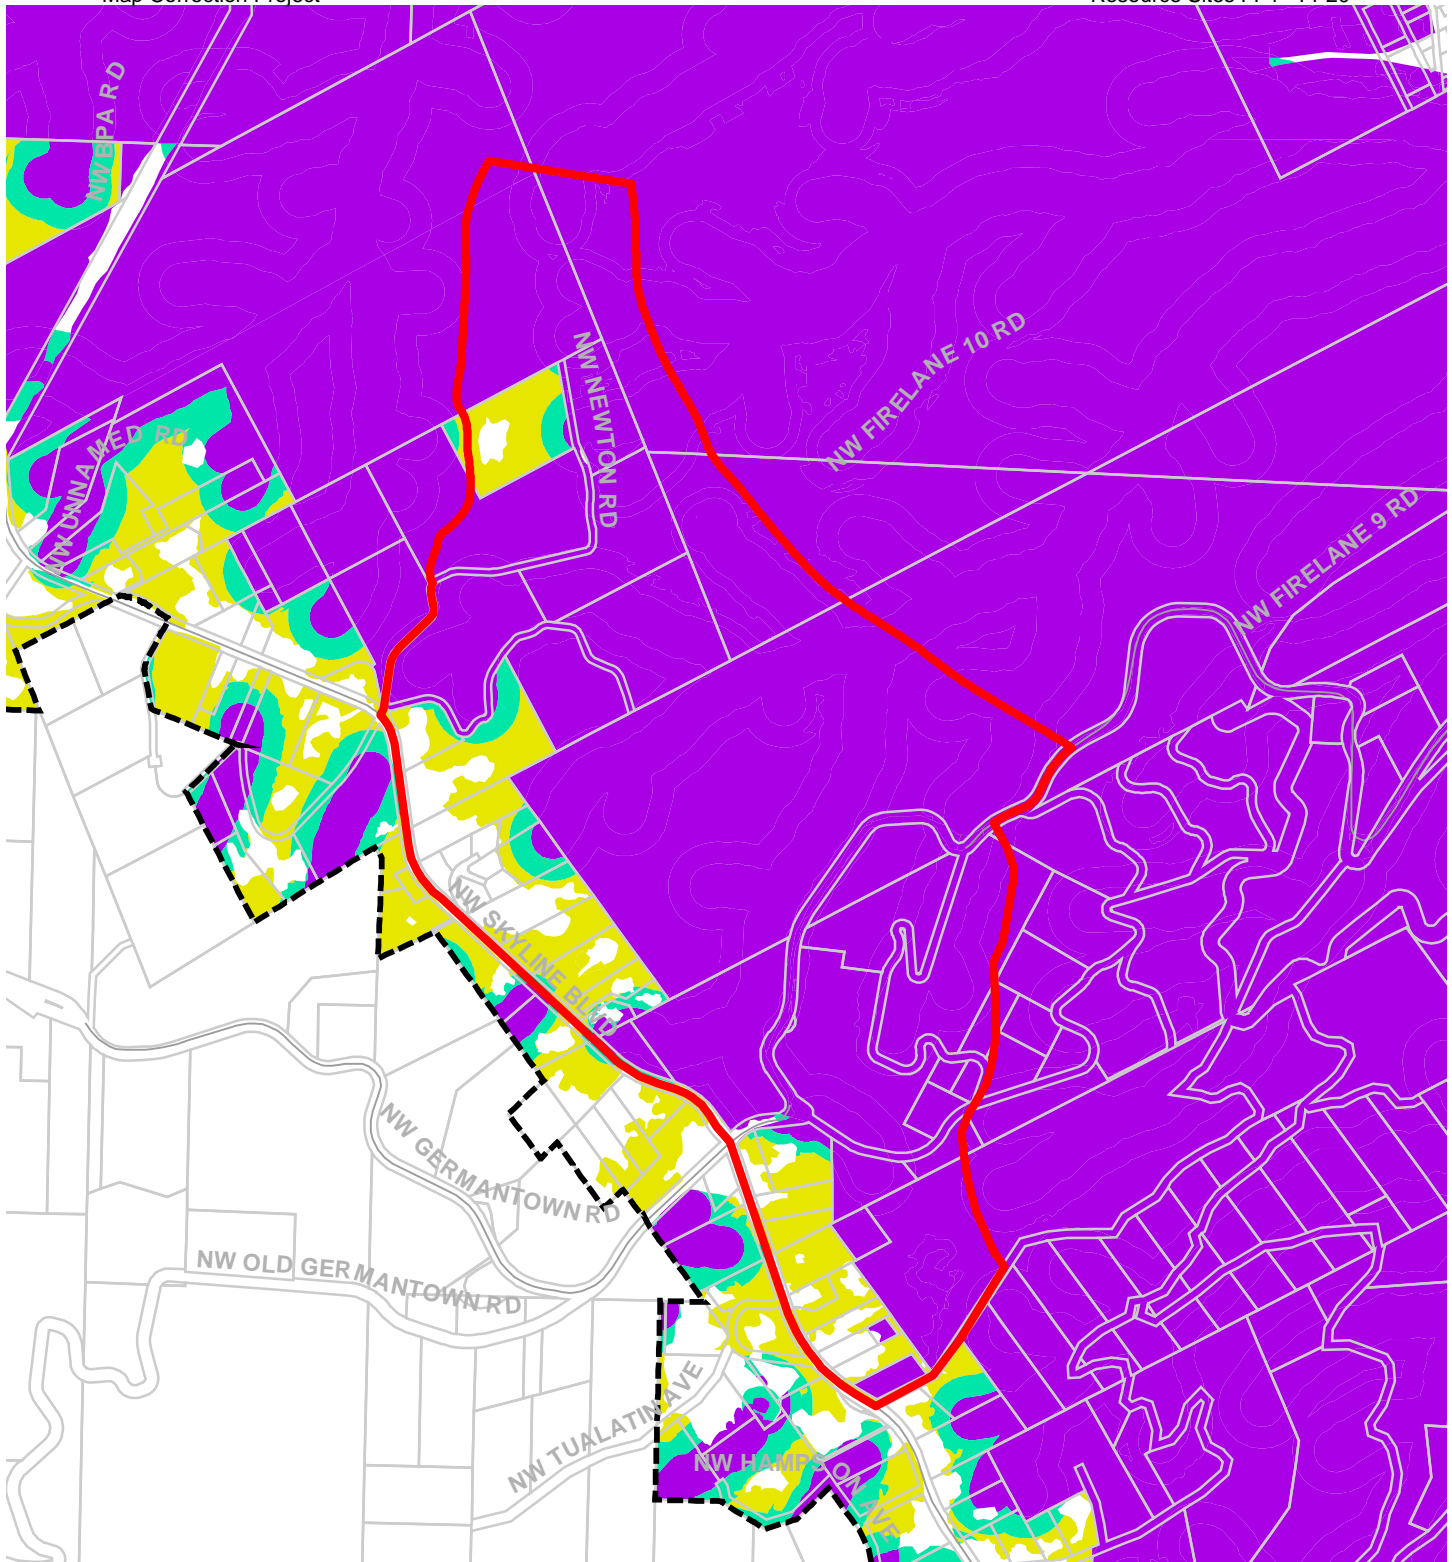 NW BPA RD
NW NEWTON RD
NW FIRELANE 10 RD
NW UNNAMED RD
NW FIRELANE 9 RD
NW SKYLINE BLVD
NW GERMANTOWN RD
NW OLD GERMANTOWN RD
NW TUALATIN AVE
NW HAMPSON AVE